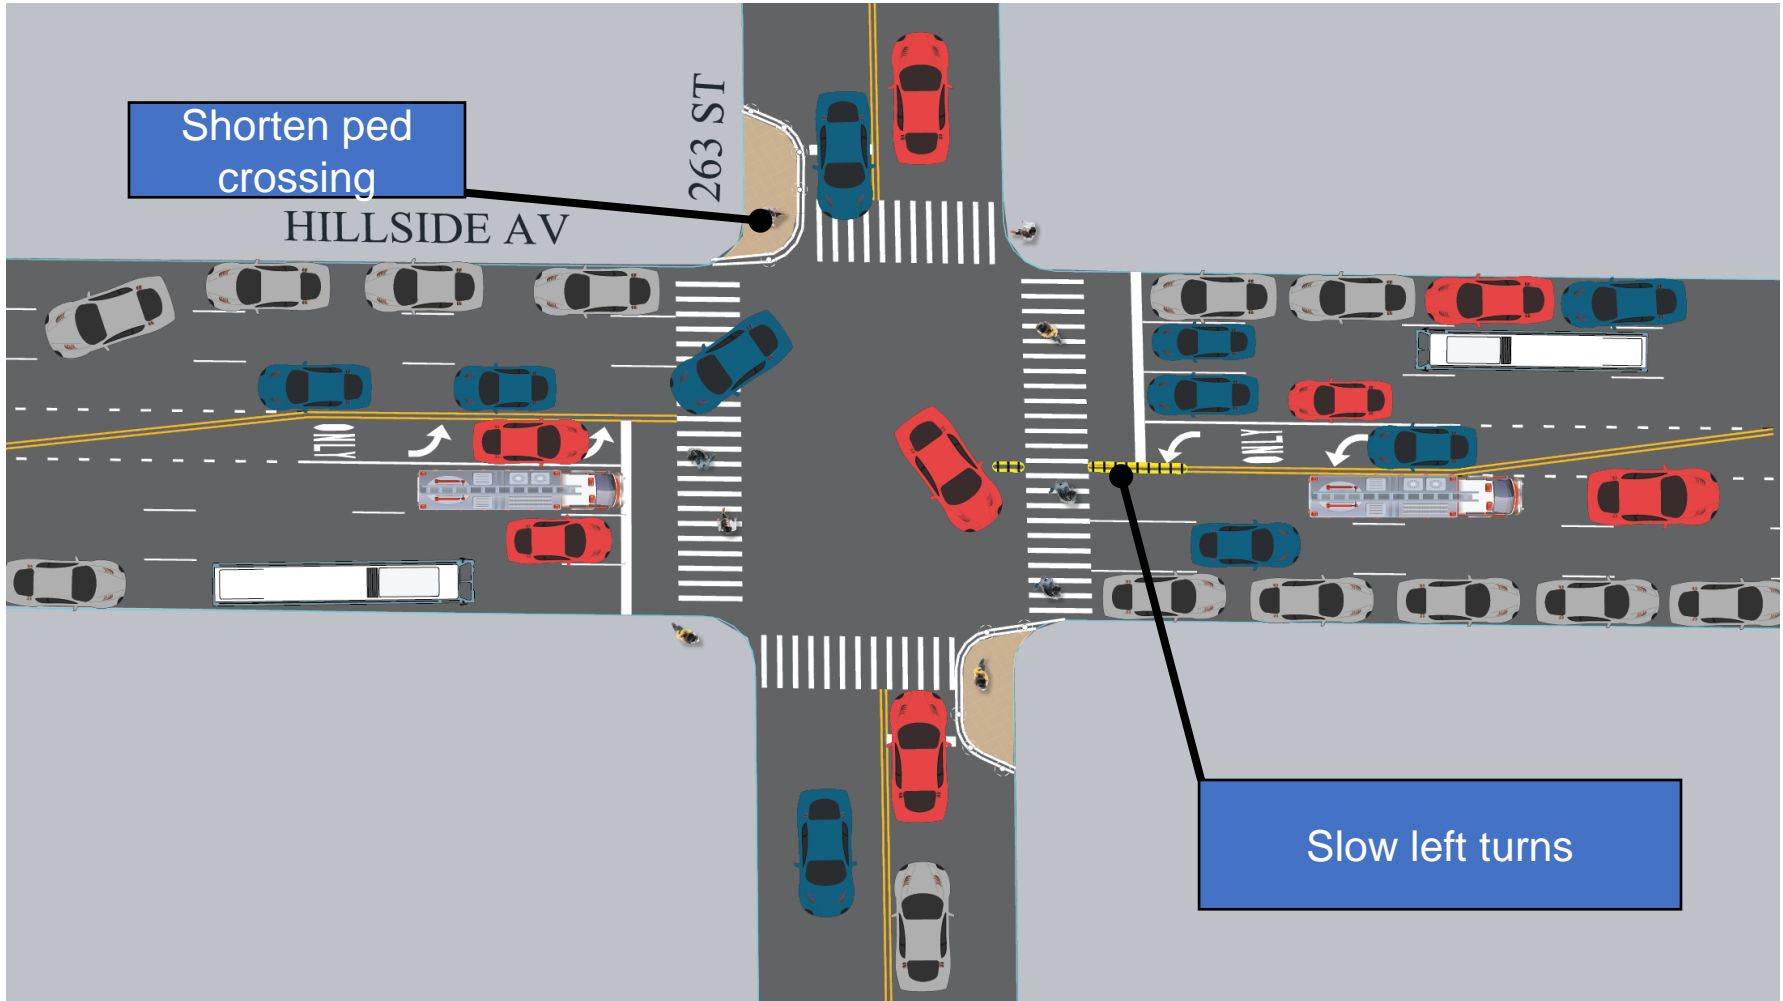 Shorten ped
crossing
263 ST
HILLSIDE AV
ONLY
ONLY
Slow left turns